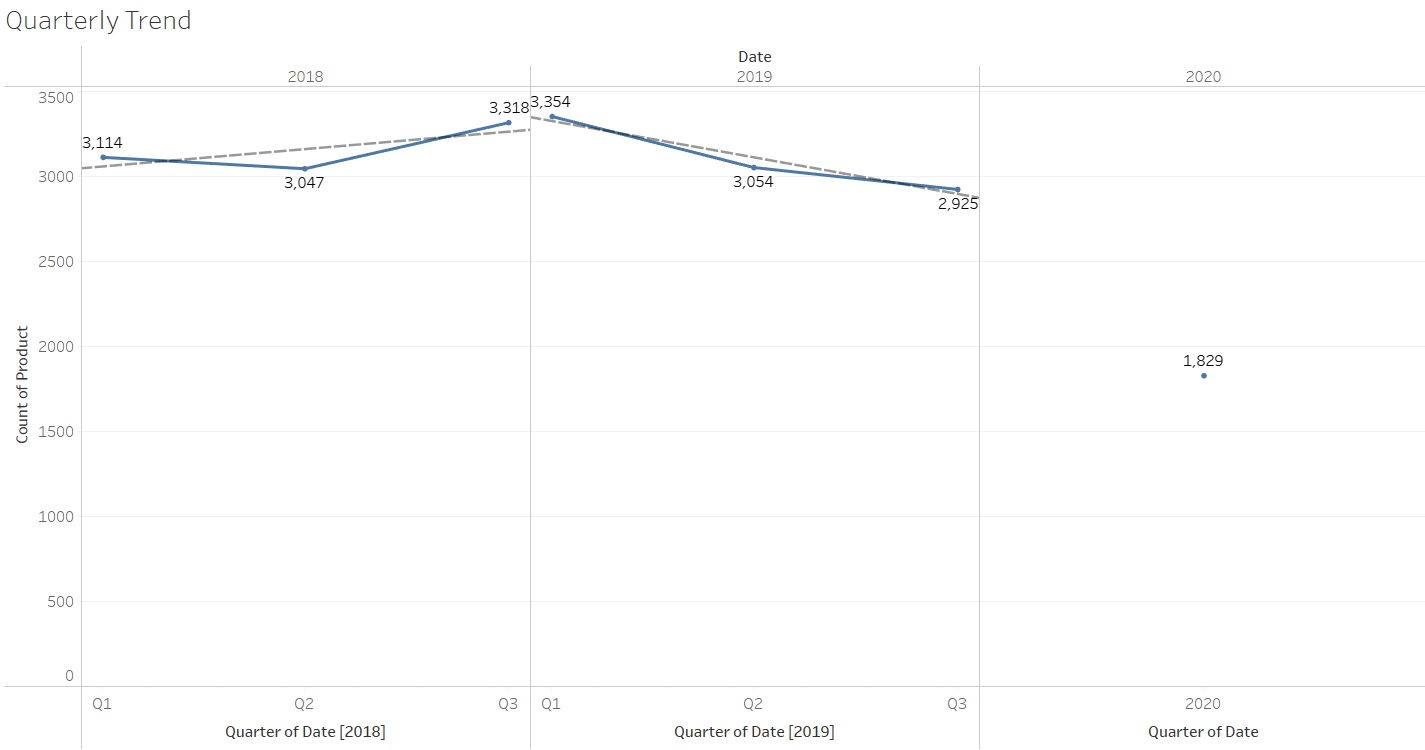 Quarterly Trend
Date
2018 2019 2020
3500
3000
2500
2000
1500
1000
500
0
Count of Product
3,114
3,047
3,318
3,354
3,054
2,925
1,829
Q1 Q2 Q3 Q1 Q2 Q3 2020
Quarter of Date [2018] Quarter of Date [2019] Quarter of Date